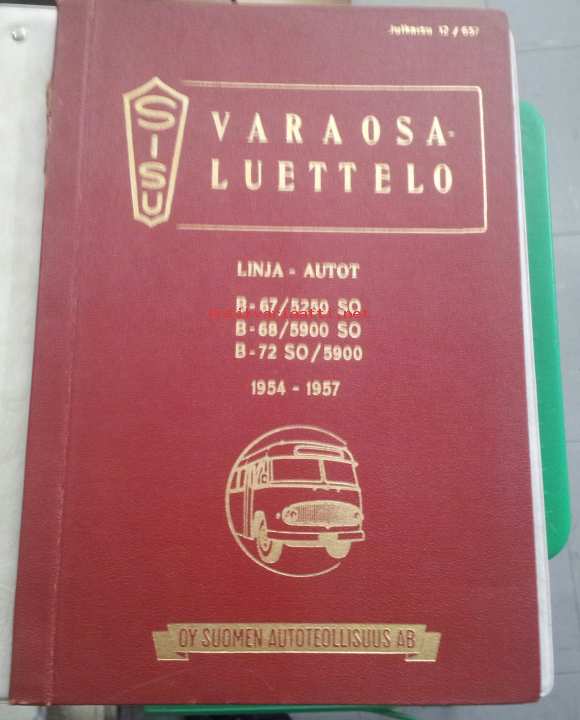 Julkaisu 12/657
SISU
VARAOSA-
LUETTELO
LINJA-AUTOT
B-67/5250 SO
B-68/5900 SO
B-72 SO/5900
1954-1957
OY SUOMEN AUTOTEOLLISUUS AB